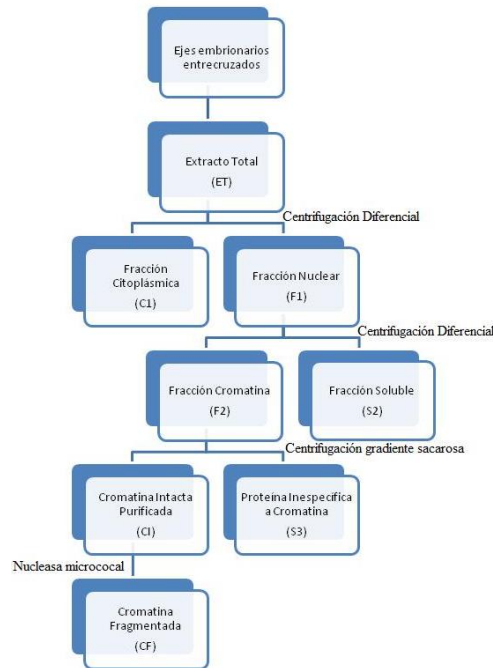 Ejes embrionarios
entrecruzados
Extracto Total
(ET)
Centrifugación Diferencial
Fracción
Citoplásmica
(C1)
Fracción Nuclear
(F1)
Centrifugación Diferencial
Fracción Cromatina
(F2)
Fracción Soluble
(S2)
Centrifugación gradiente sacarosa
Cromatina Intacta
Purificada
(CI)
Proteína Inespecifica
a Cromatina
(S3)
Nucleasa micrococal
Cromatina
Fragmentada
(CF)